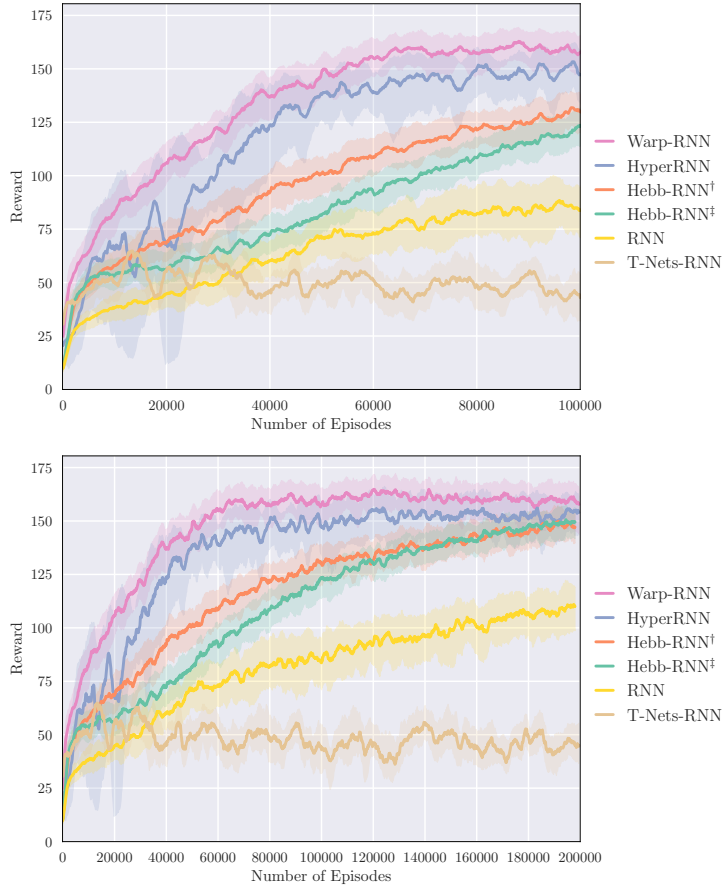 175
150
125
100
75
50
25
0
Reward
0 20000 40000 60000 80000 100000
Number of Episodes
Warp-RNN
HyperRNN
Hebb-RNN†
Hebb-RNN‡
RNN
T-Nets-RNN
175
150
125
100
75
50
25
0
Reward
0 20000 40000 60000 80000 100000 120000 140000 160000 180000 200000
Number of Episodes
Warp-RNN
HyperRNN
Hebb-RNN†
Hebb-RNN‡
RNN
T-Nets-RNN